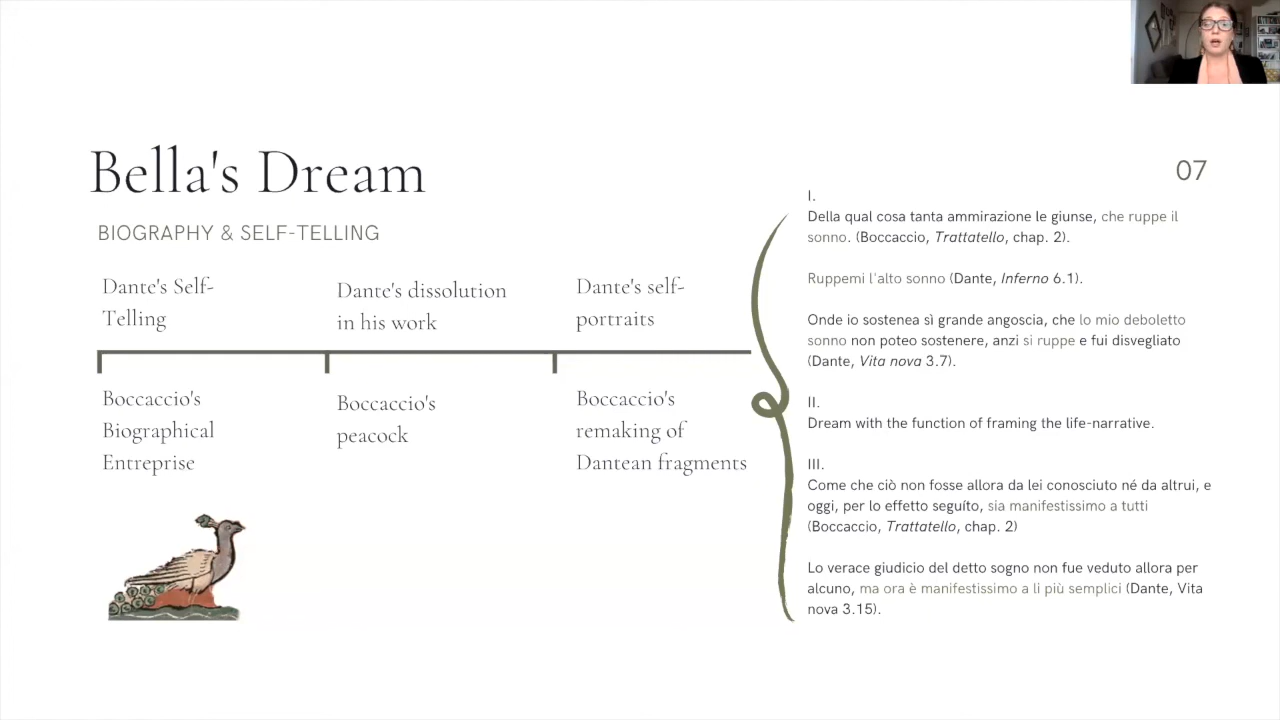 Bella's Dream
BIOGRAPHY & SELF-TELLING
Dante's Self-
Telling
Dante's dissolution
in his work
Dante's self-
portraits
Boccaccio's
Biographical
Entreprise
Boccaccio's
peacock
Boccaccio's
remaking of
Dantean fragments
07
I.
Della qual cosa tanta ammirazione le giunse, che ruppe il
sonno. (Boccaccio, Trattatello, chap. 2).
Ruppemi l'alto sonno (Dante, Inferno 6.1).
Onde io sostenea sì grande angoscia, che lo mio deboletto
sonno non poteo sostenere, anzi si ruppe e fui disvegliato
(Dante, Vita nova 3.7).
II.
Dream with the function of framing the life-narrative.
III.
Come che ciò non fosse allora da lei conosciuto né da altrui, e
oggi, per lo effetto seguíto, sia manifestissimo a tutti
(Boccaccio, Trattatello, chap. 2)
Lo verace giudicio del detto sogno non fue veduto allora per
alcuno, ma ora è manifestissimo a li più semplici (Dante, Vita
nova 3.15).